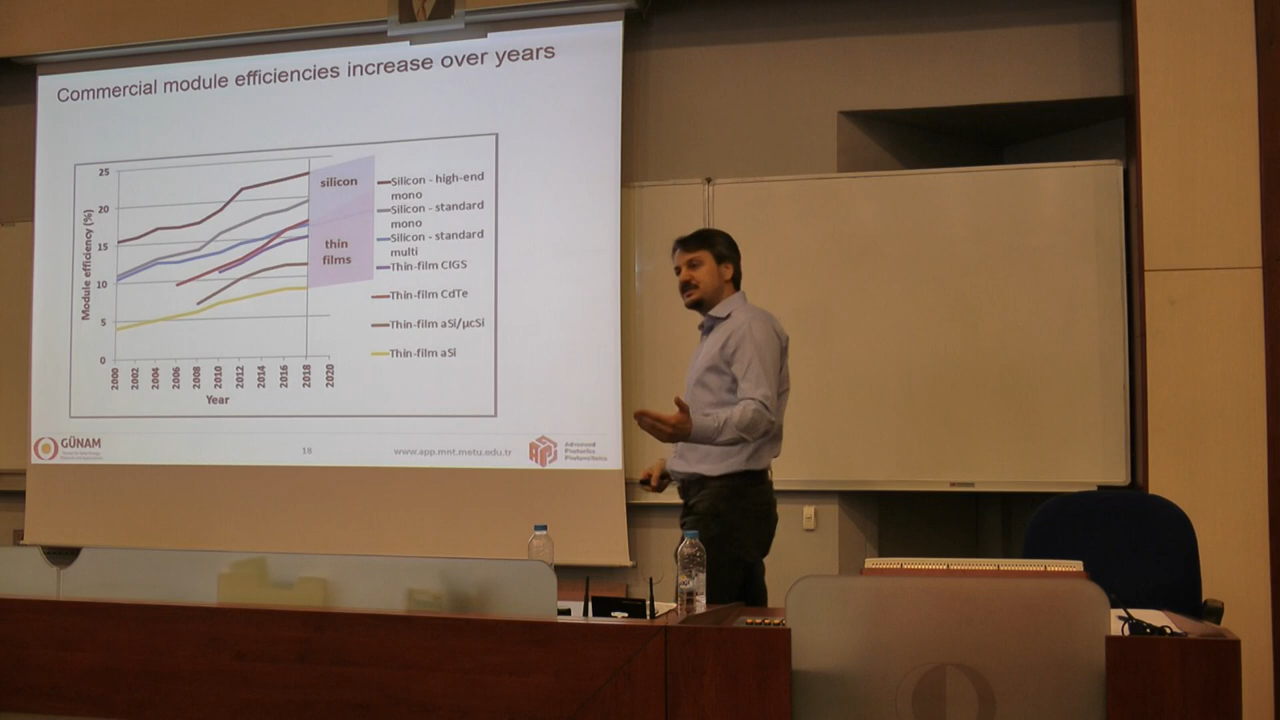 Commercial module efficiencies increase over years
25
20
15
10
5
0
Module efficiency (%)
2000
2002
2004
2006
2008
2010
2012
2014
2016
2018
2020
Year
silicon
thin
films
Silicon - high-end
mono
Silicon - standard
mono
Silicon - standard
multi
Thin-film CIGS
Thin-film CdTe
Thin-film aSi/µcSi
Thin-film aSi
GÜNAM
18
www.app.mnt.metu.edu.tr
Advanced
Photonics
Photovoltaics